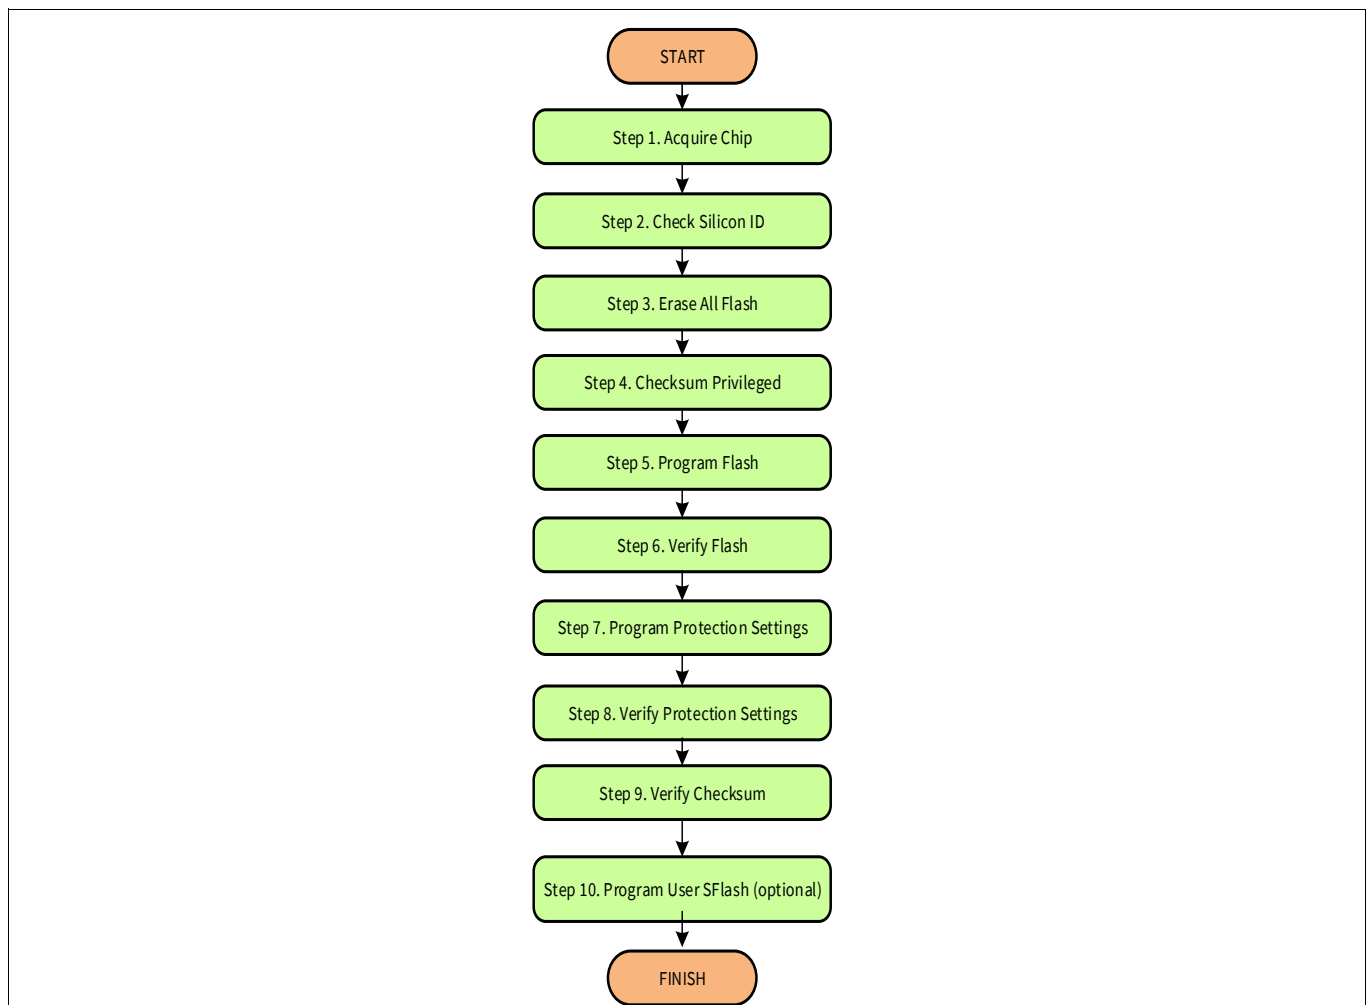 START
Step 1. Acquire Chip
Step 2. Check Silicon ID
Step 3. Erase All Flash
Step 4. Checksum Privileged
Step 5. Program Flash
Step 6. Verify Flash
Step 7. Program Protection Settings
Step 8. Verify Protection Settings
Step 9. Verify Checksum
Step 10. Program User SFlash (optional)
FINISH